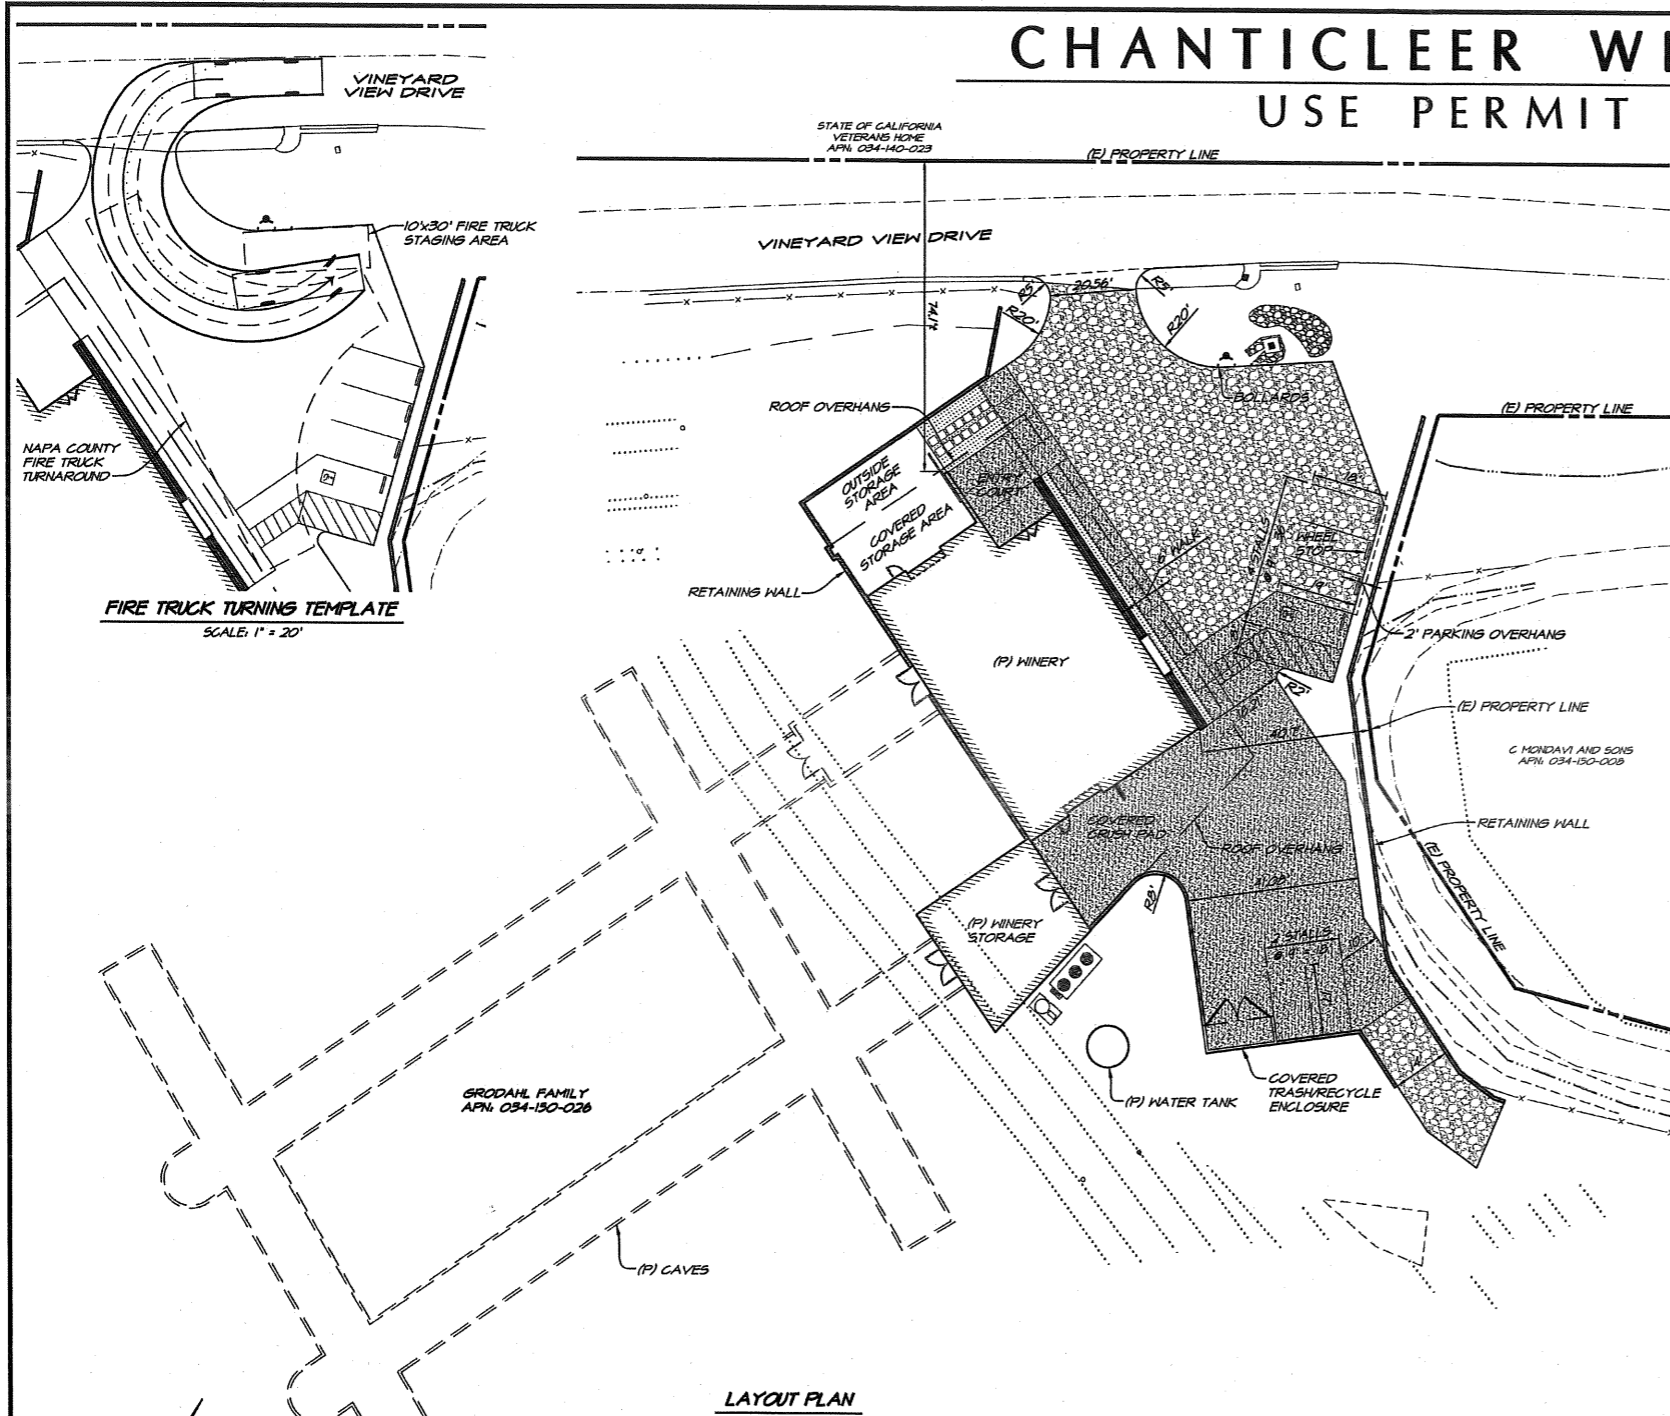 CHANTICLEER WI
USE PERMIT
VINEYARD
VIEW DRIVE
10'x30' FIRE TRUCK
STAGING AREA
NAPA COUNTY
FIRE TRUCK
TURNAROUND
FIRE TRUCK TURNING TEMPLATE
SCALE: 1" = 20'
STATE OF CALIFORNIA
VETERANS HOME
APN: 034-140-023
(E) PROPERTY LINE
VINEYARD VIEW DRIVE
R5'
20.56'
R5'
R20'
R20'
BOLLARDS
ROOF OVERHANG
(E) PROPERTY LINE
OUTSIDE
STORAGE
AREA
ENTRY
COURT
COVERED
STORAGE AREA
18'
4 STALLS
WHEEL
STOP
9'
WALK
RETAINING WALL
2' PARKING OVERHANG
(P) WINERY
R2'
(E) PROPERTY LINE
C MONDAVI AND SONS
APN: 034-150-008
COVERED
CRUSH PAD
ROOF OVERHANG
RETAINING WALL
(E) PROPERTY LINE
R8'
(P) WINERY
STORAGE
2 STALLS
10'
GRODAHL FAMILY
APN: 034-150-026
(P) WATER TANK
COVERED
TRASH/RECYCLE
ENCLOSURE
(P) CAVES
LAYOUT PLAN